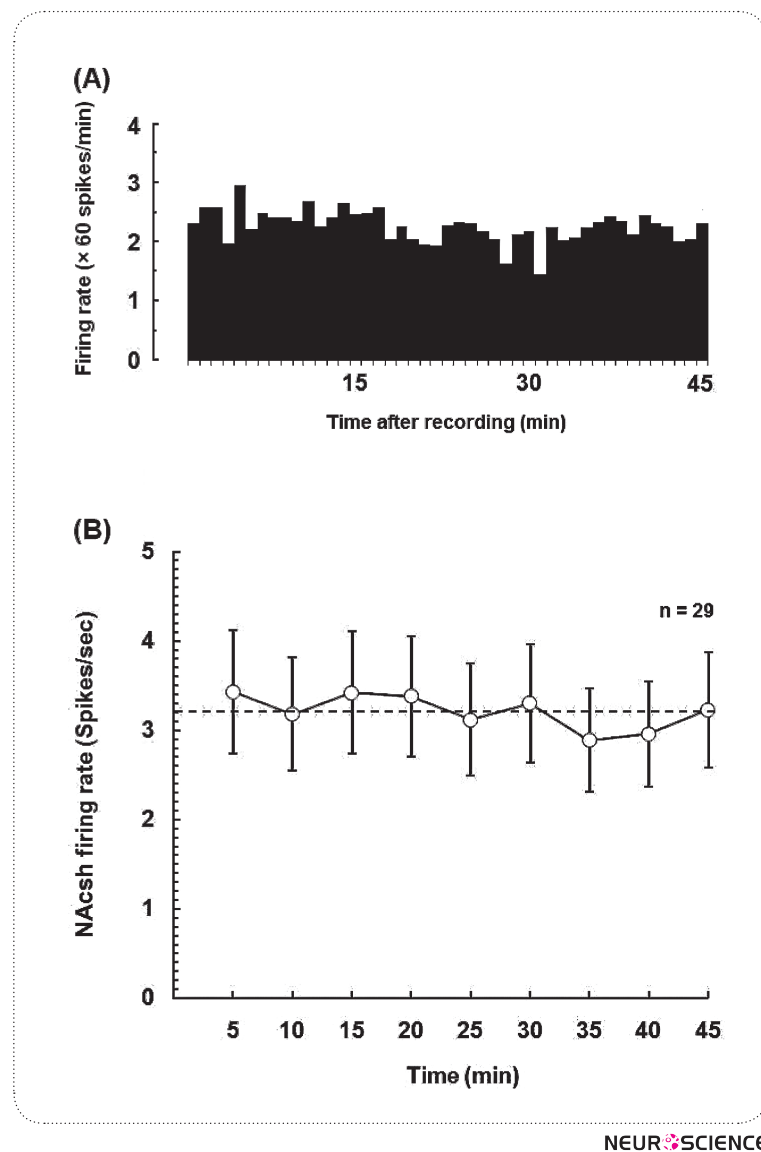 (A)
Firing rate (× 60 spikes/min)
4
3
2
1
0
15 30 45
Time after recording (min)
(B)
NAcsh firing rate (Spikes/sec)
5
4
3
2
1
0
n = 29
5 10 15 20 25 30 35 40 45
Time (min)
NEUR SCIENCE